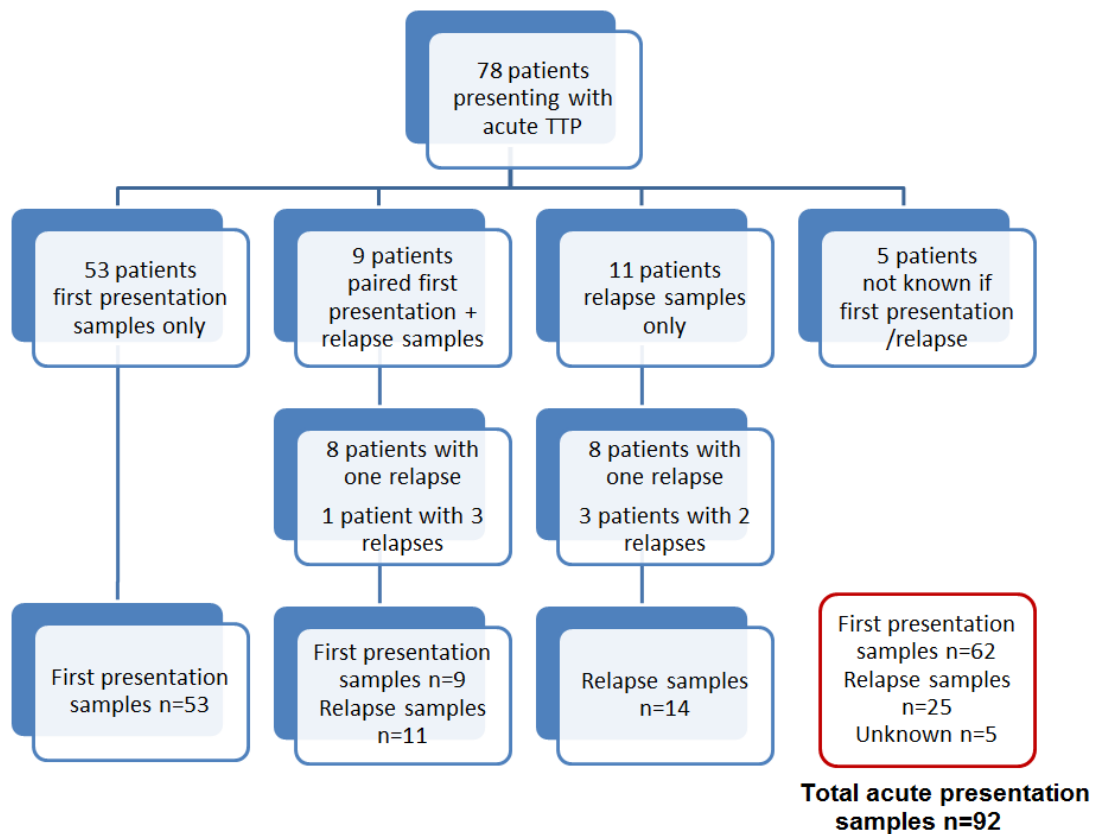 78 patients
presenting with
acute TTP
53 patients
first presentation
samples only
9 patients
paired first
presentation +
relapse samples
11 patients
relapse samples
only
5 patients
not known if
first presentation
/relapse
8 patients with
one relapse
1 patient with 3
relapses
8 patients with
one relapse
3 patients with 2
relapses
First presentation
samples n=53
First presentation
samples n=9
Relapse samples
n=11
Relapse samples
n=14
First presentation
samples n=62
Relapse samples
n=25
Unknown n=5
Total acute presentation
samples n=92